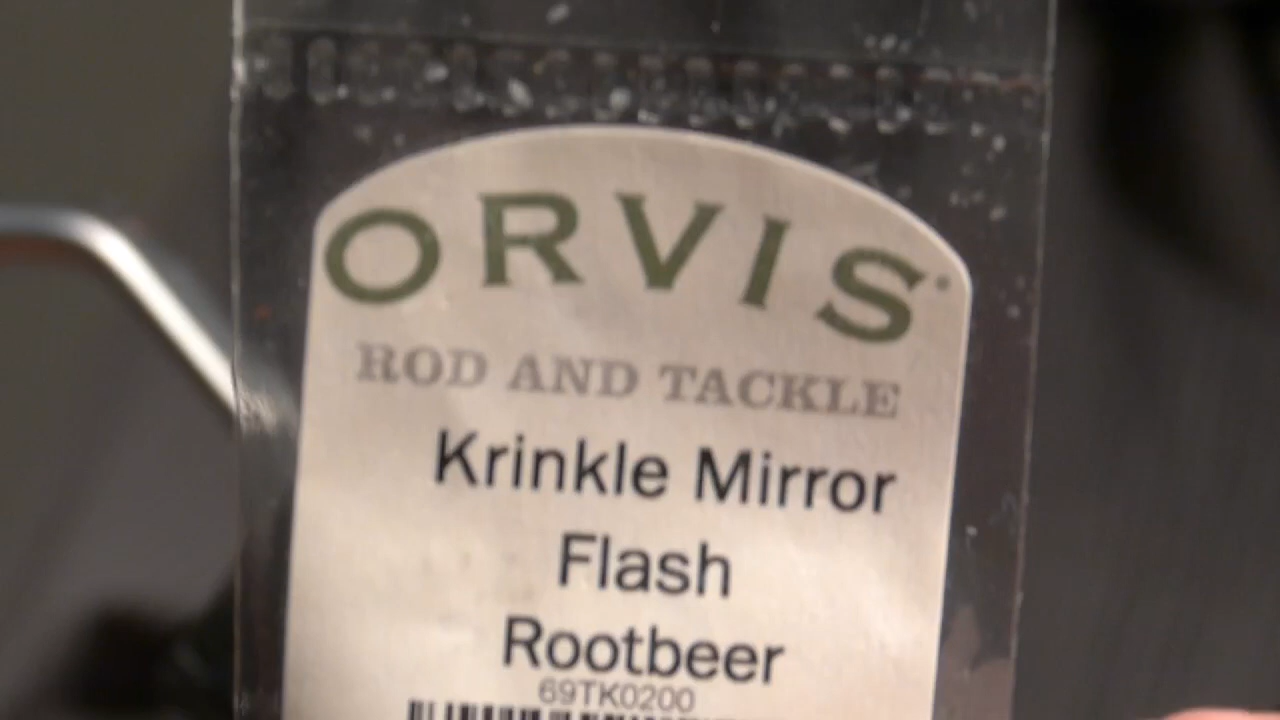 ORVIS
ROD AND TACKLE
Krinkle Mirror
Flash
Rootbeer
69TK0200